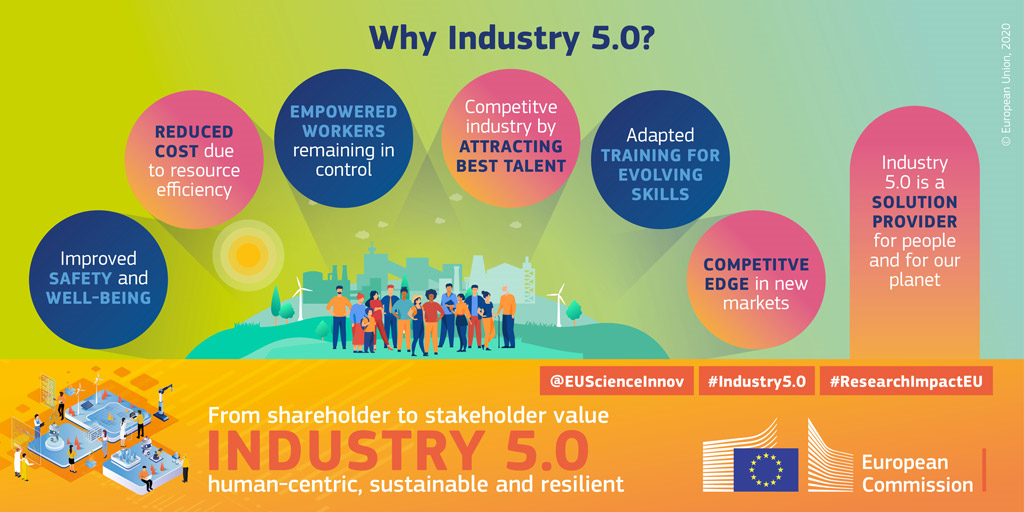 Why Industry 5.0?
© European Union, 2020
Improved
SAFETY and
WELL-BEING
REDUCED
COST due
to resource
efficiency
EMPOWERED
WORKERS
remaining in
control
Competitve
industry by
ATTRACTING
BEST TALENT
Adapted
TRAINING FOR
EVOLVING
SKILLS
COMPETITVE
EDGE in new
markets
Industry
5.0 is a
SOLUTION
PROVIDER
for people
and for our
planet
@EUScienceInnov
#Industry5.0
#ResearchImpactEU
From shareholder to stakeholder value
INDUSTRY 5.0
human-centric, sustainable and resilient
European
Commission